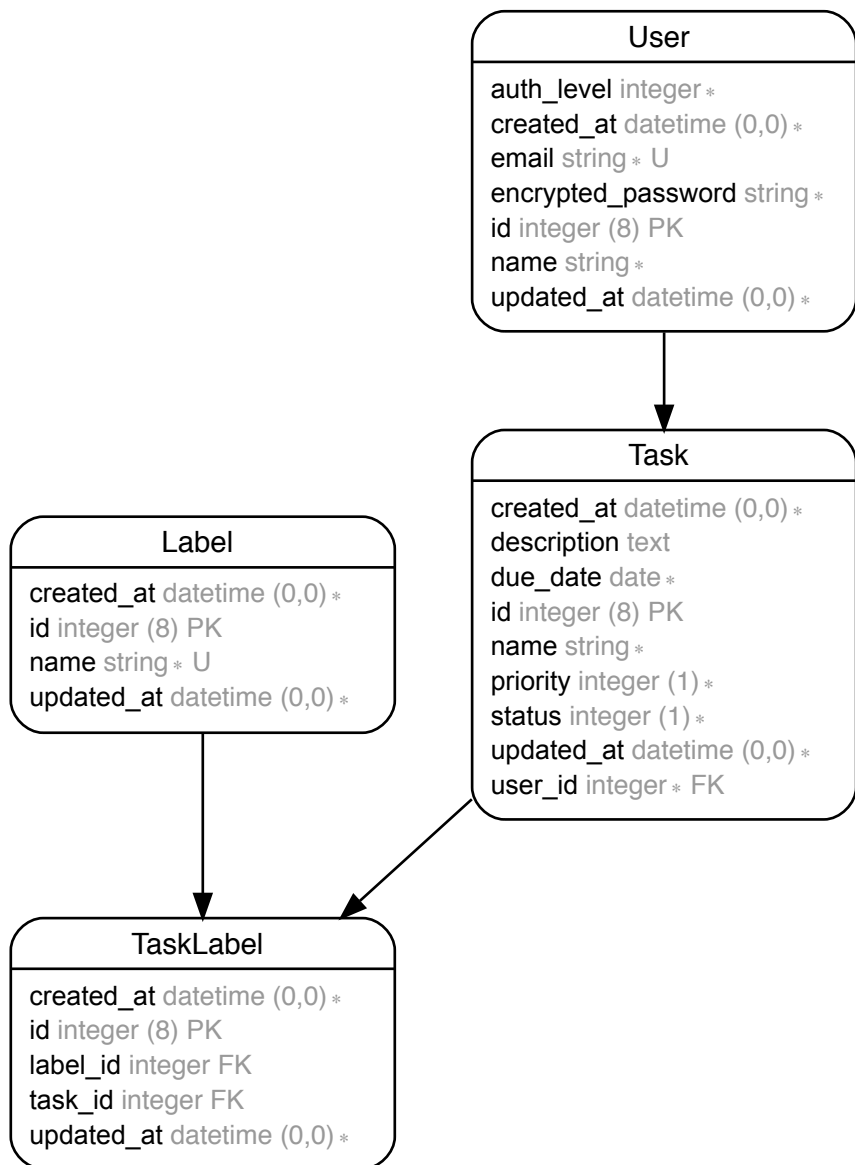 User
auth_level integer ∗
created_at datetime (0,0) ∗
email string ∗ U
encrypted_password string ∗
id integer (8) PK
name string ∗
updated_at datetime (0,0) ∗
Task
created_at datetime (0,0) ∗
description text
due_date date ∗
id integer (8) PK
name string ∗
priority integer (1) ∗
status integer (1) ∗
updated_at datetime (0,0) ∗
user_id integer ∗ FK
Label
created_at datetime (0,0) ∗
id integer (8) PK
name string ∗ U
updated_at datetime (0,0) ∗
TaskLabel
created_at datetime (0,0) ∗
id integer (8) PK
label_id integer FK
task_id integer FK
updated_at datetime (0,0) ∗